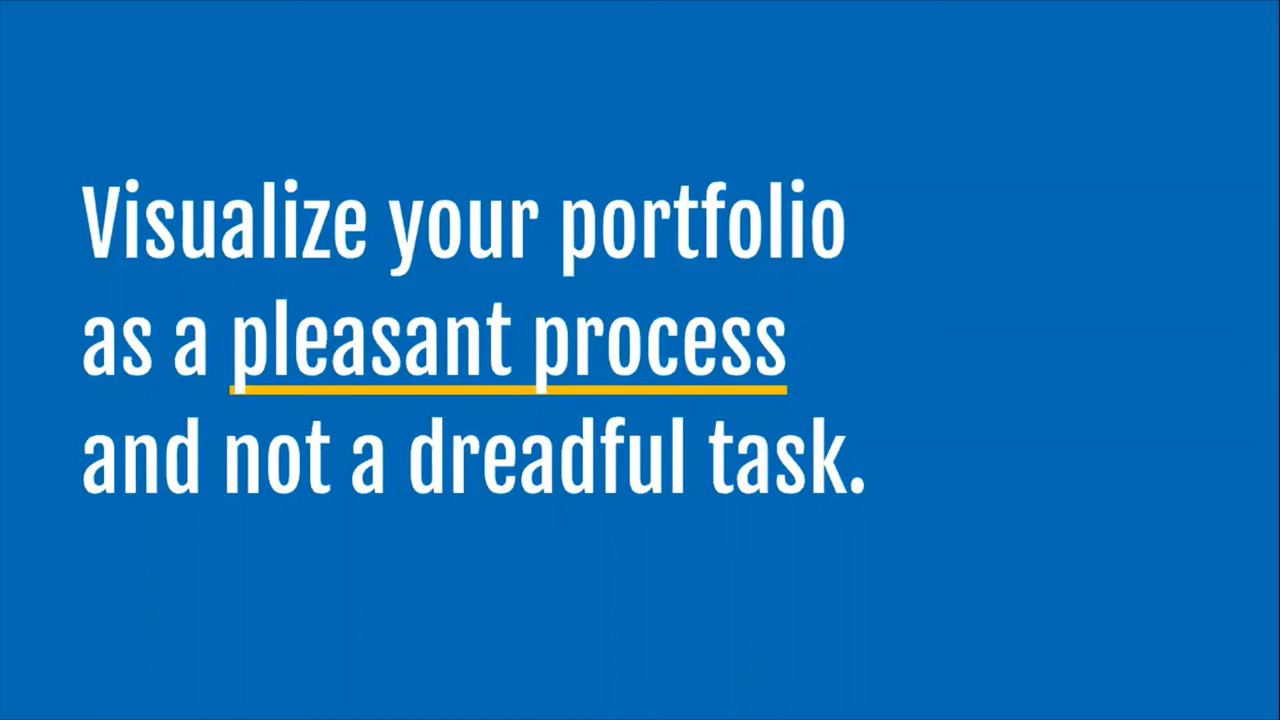 Visualize your portfolio
as a pleasant process
and not a dreadful task.